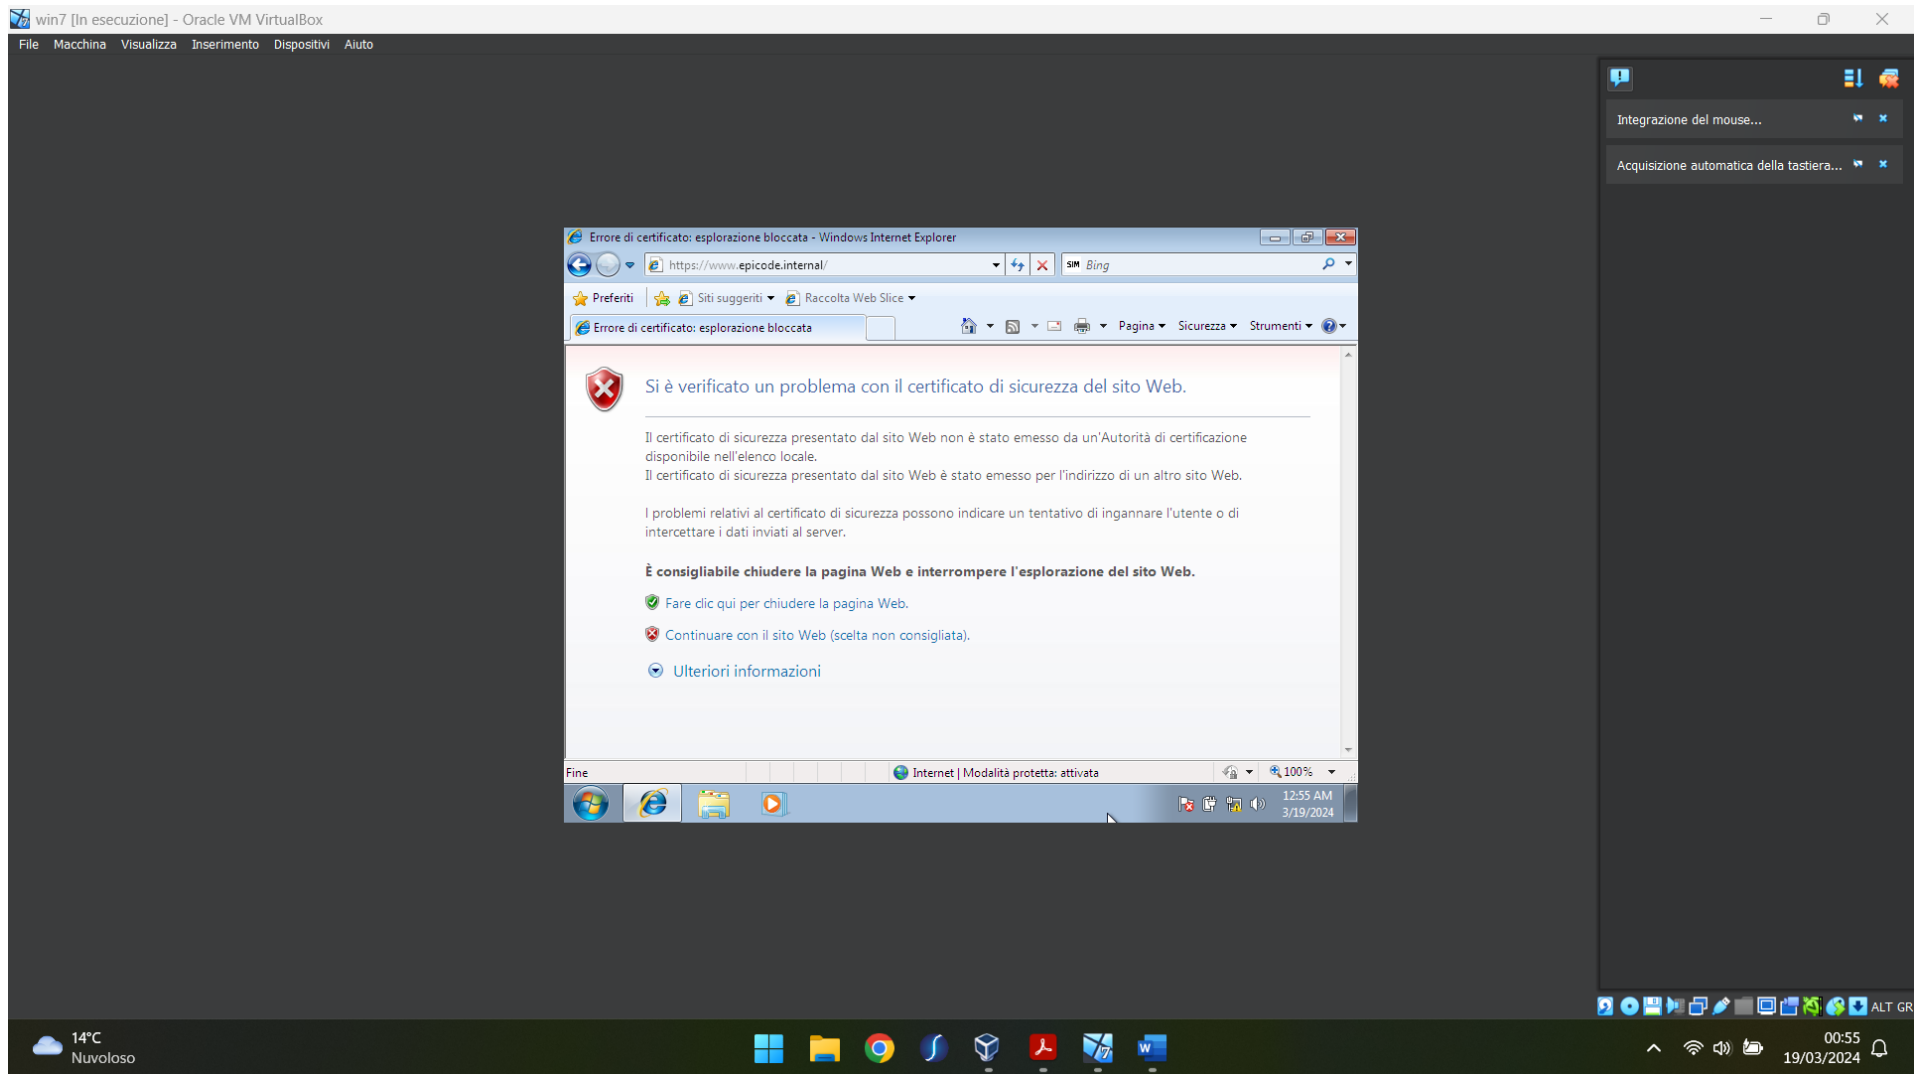 win7 [In esecuzione] - Oracle VM VirtualBox
File Macchina Visualizza Inserimento Dispositivi Aiuto
Integrazione del mouse...
Acquisizione automatica della tastiera...
Errore di certificato: esplorazione bloccata - Windows Internet Explorer
https://www.epicode.internal/
Bing
Preferiti Siti suggeriti Raccolta Web Slice
Errore di certificato: esplorazione bloccata
Pagina Sicurezza Strumenti
Si è verificato un problema con il certificato di sicurezza del sito Web.
Il certificato di sicurezza presentato dal sito Web non è stato emesso da un'Autorità di certificazione
disponibile nell'elenco locale.
Il certificato di sicurezza presentato dal sito Web è stato emesso per l'indirizzo di un altro sito Web.
I problemi relativi al certificato di sicurezza possono indicare un tentativo di ingannare l'utente o di
intercettare i dati inviati al server.
È consigliabile chiudere la pagina Web e interrompere l'esplorazione del sito Web.
Fare clic qui per chiudere la pagina Web.
Continuare con il sito Web (scelta non consigliata).
Ulteriori informazioni
Fine
Internet | Modalità protetta: attivata
100%
12:55 AM
3/19/2024
ALT GR
14°C
Nuvoloso
00:55
19/03/2024